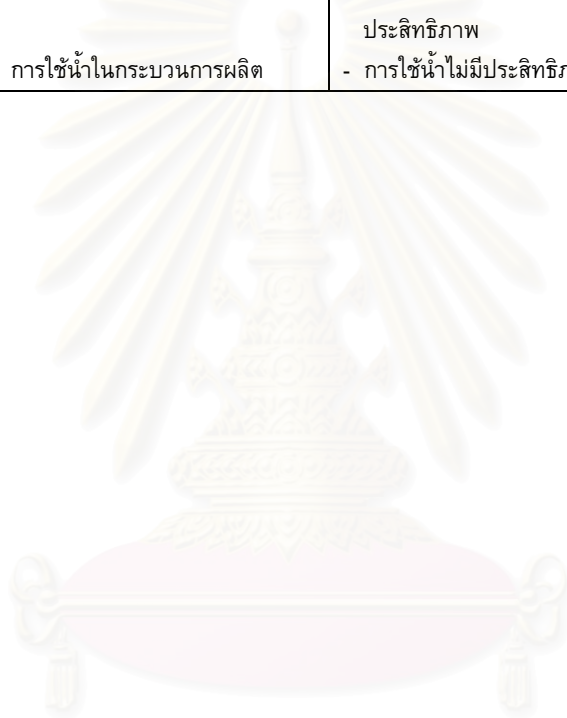 ประสิทธิภาพ
การใช้น้ำในกระบวนการผลิต - การใช้น้ำไม่มีประสิทธิ